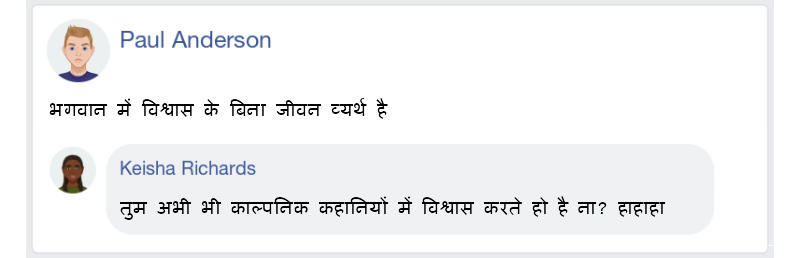 Paul Anderson
भगवान में विश्वास के बिना जीवन व्यर्थ है
Keisha Richards
तुम अभी भी काल्पनिक कहानियों में विश्वास करते हो है ना? हाहाहा